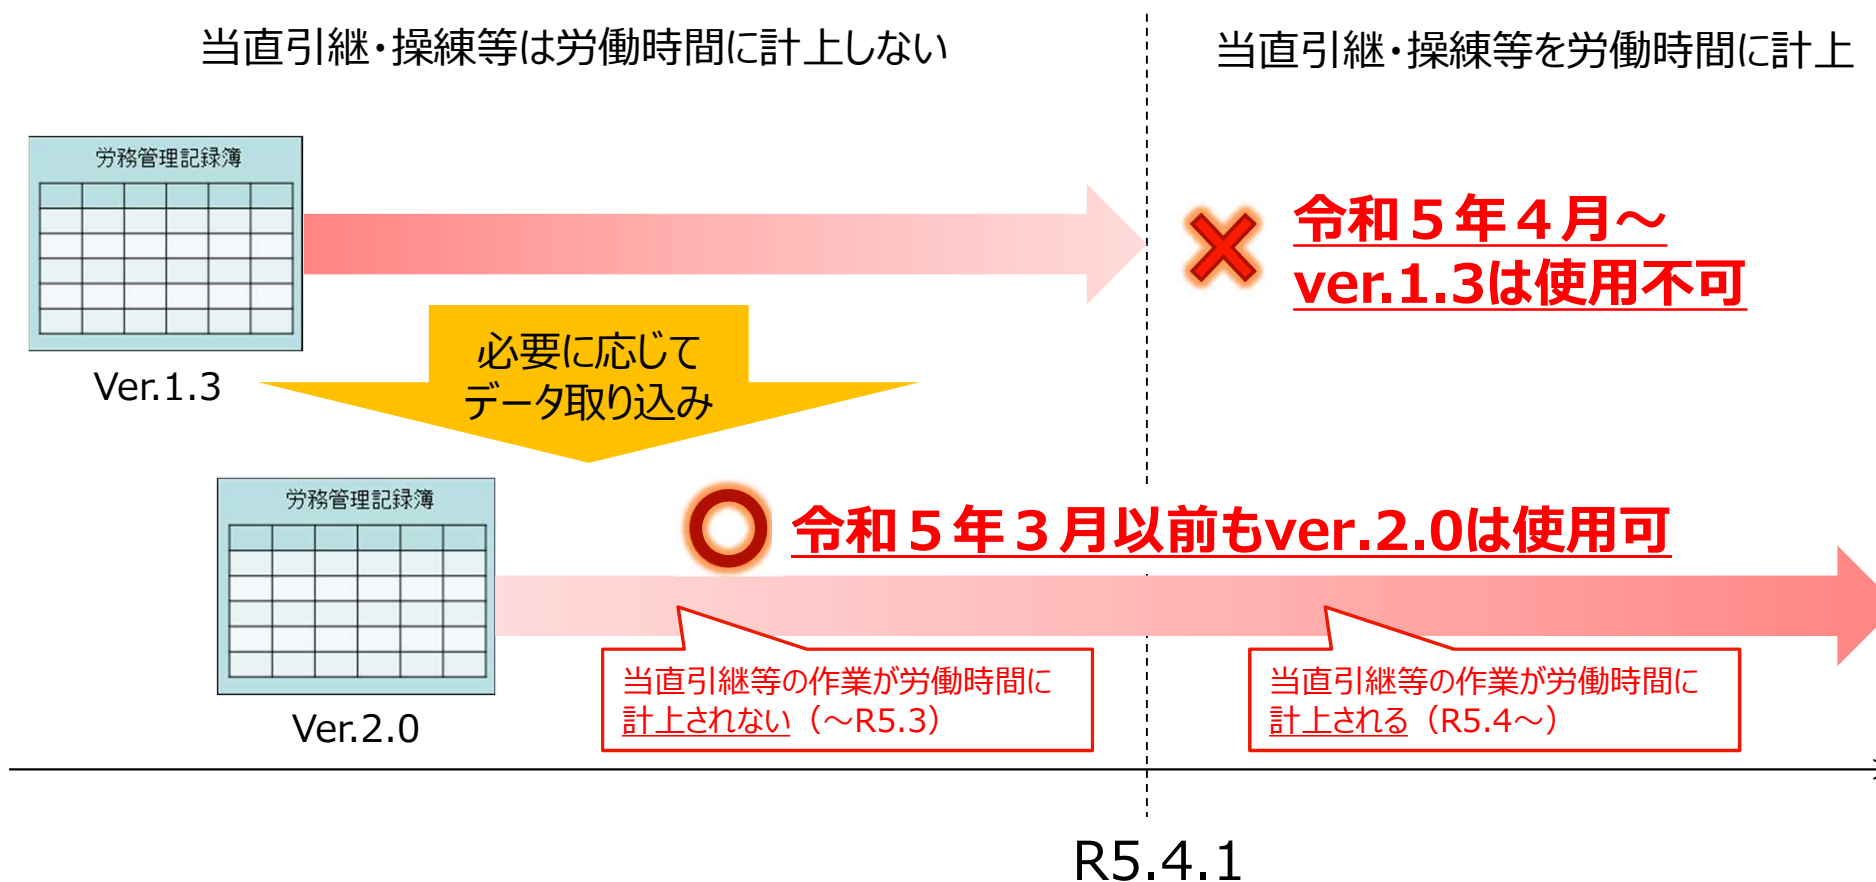 当直引継・操練等は労働時間に計上しない
当直引継・操練等を労働時間に計上
労務管理記録簿
Ver.1.3
令和５年４月～
ver.1.3は使用不可
必要に応じて
データ取り込み
労務管理記録簿
Ver.2.0
令和５年３月以前もver.2.0は使用可
当直引継等の作業が労働時間に
計上されない（～R5.3）
当直引継等の作業が労働時間に
計上される（R5.4～）
R5.4.1